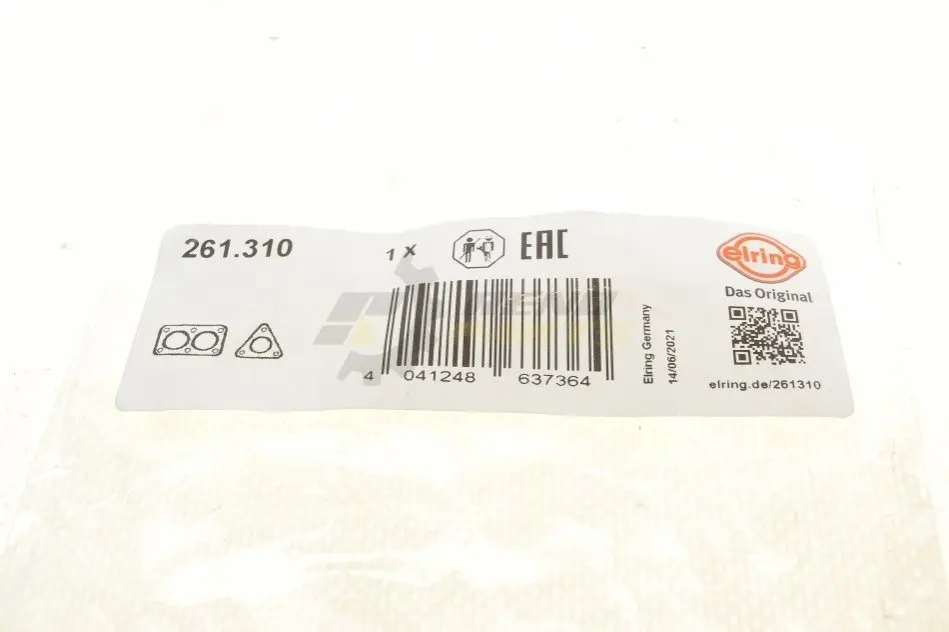 261.310
1 X
EAC
elring
Das Original
4 041248 637364
Elring Germany
14/06/2021
elring.de/261310